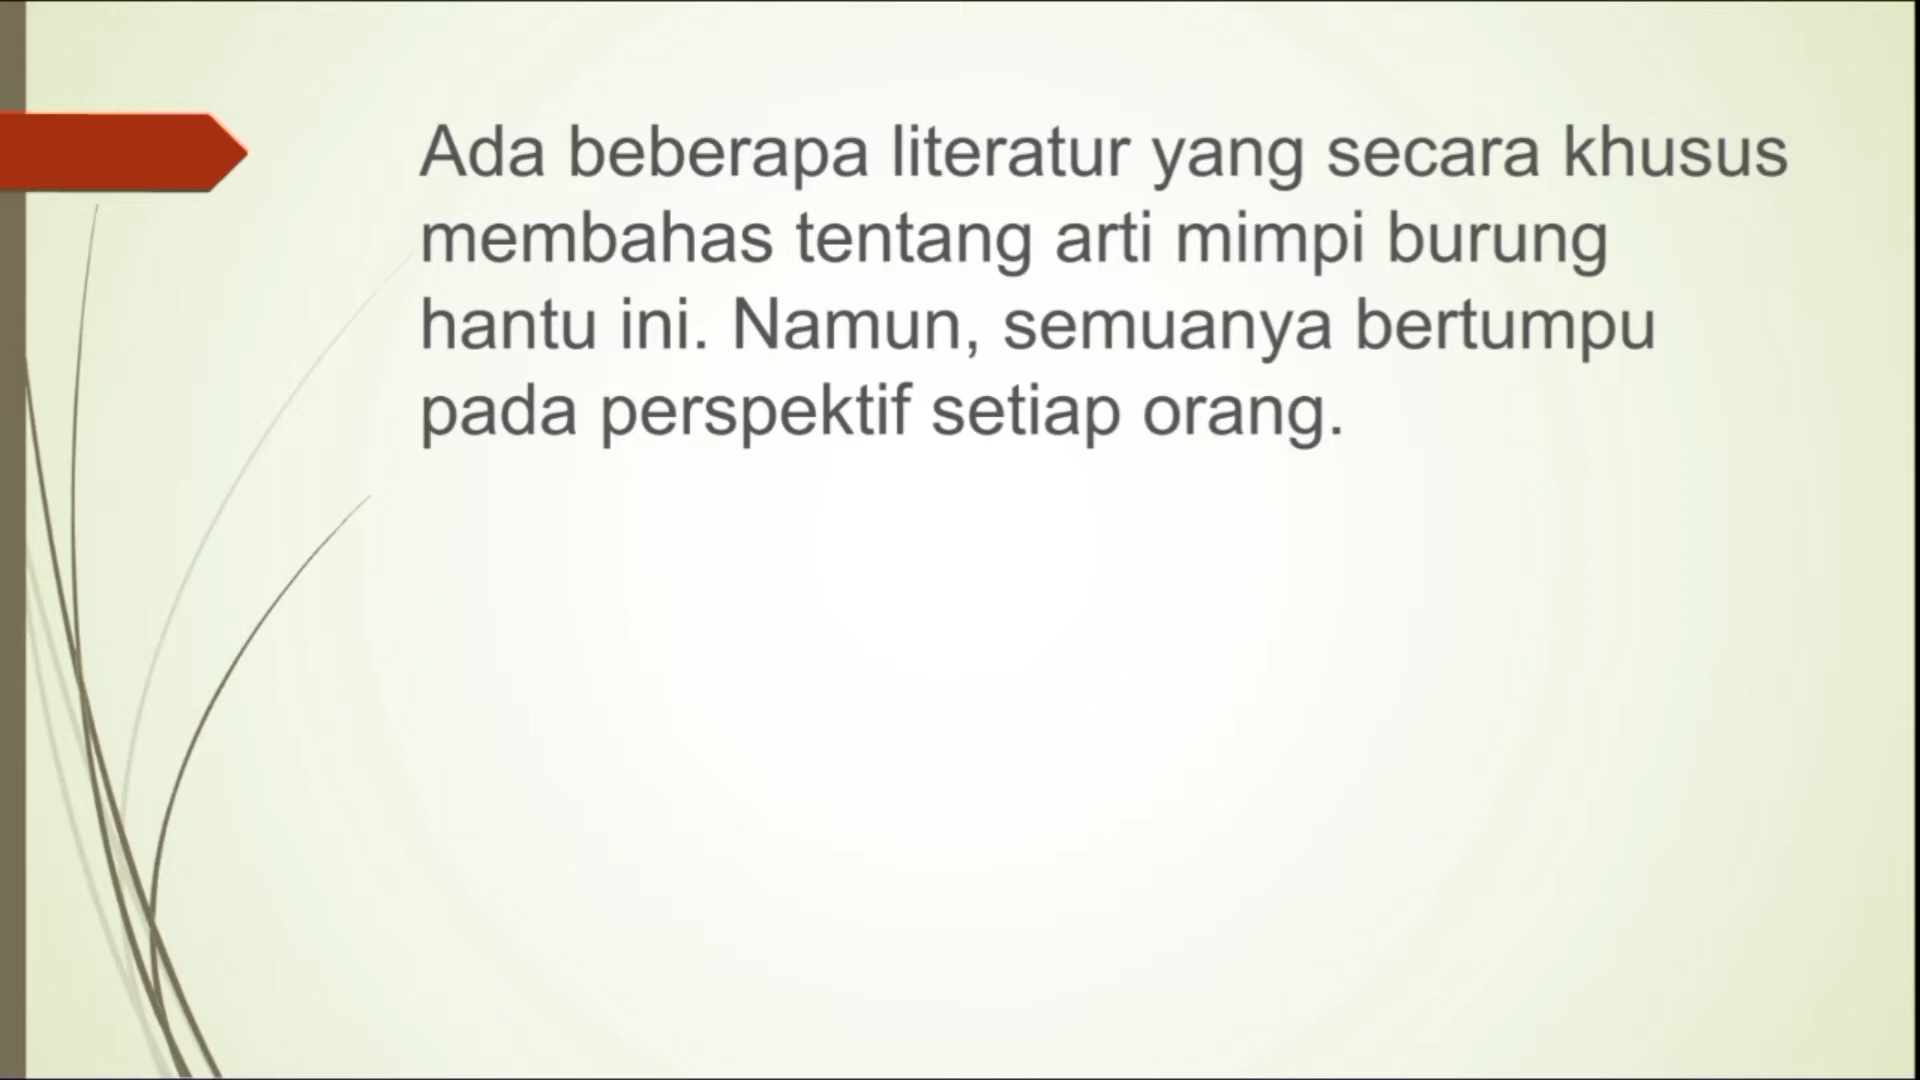 Ada beberapa literatur yang secara khusus
membahas tentang arti mimpi burung
hantu ini. Namun, semuanya bertumpu
pada perspektif setiap orang.